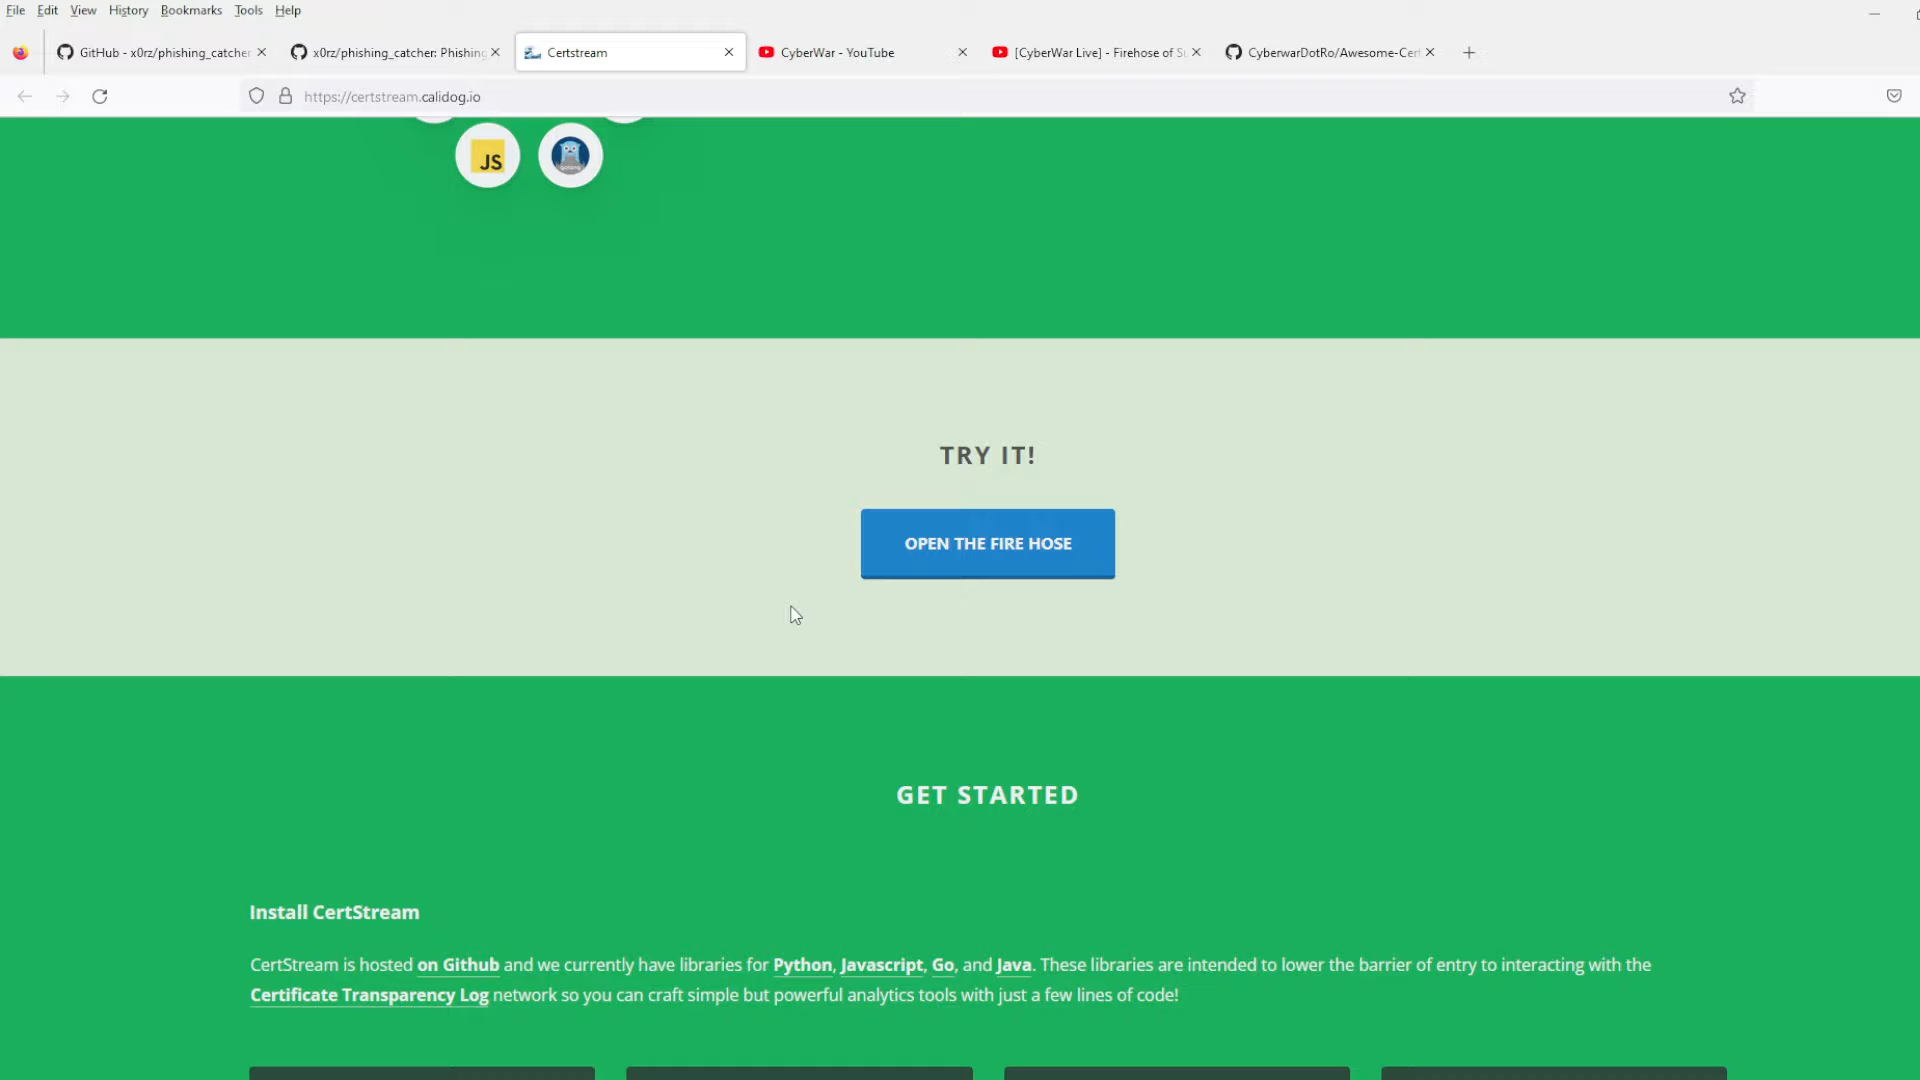 File Edit View History Bookmarks Tools Help
GitHub - x0rz/phishing_catcher
x0rz/phishing_catcher: Phishing
Certstream
CyberWar - YouTube
[CyberWar Live] - Firehose of Su
CyberwarDotRo/Awesome-Cert
https://certstream.calidog.io
JS
TRY IT!
OPEN THE FIRE HOSE
GET STARTED
Install CertStream
CertStream is hosted on Github and we currently have libraries for Python, Javascript, Go, and Java. These libraries are intended to lower the barrier of entry to interacting with the
Certificate Transparency Log network so you can craft simple but powerful analytics tools with just a few lines of code!